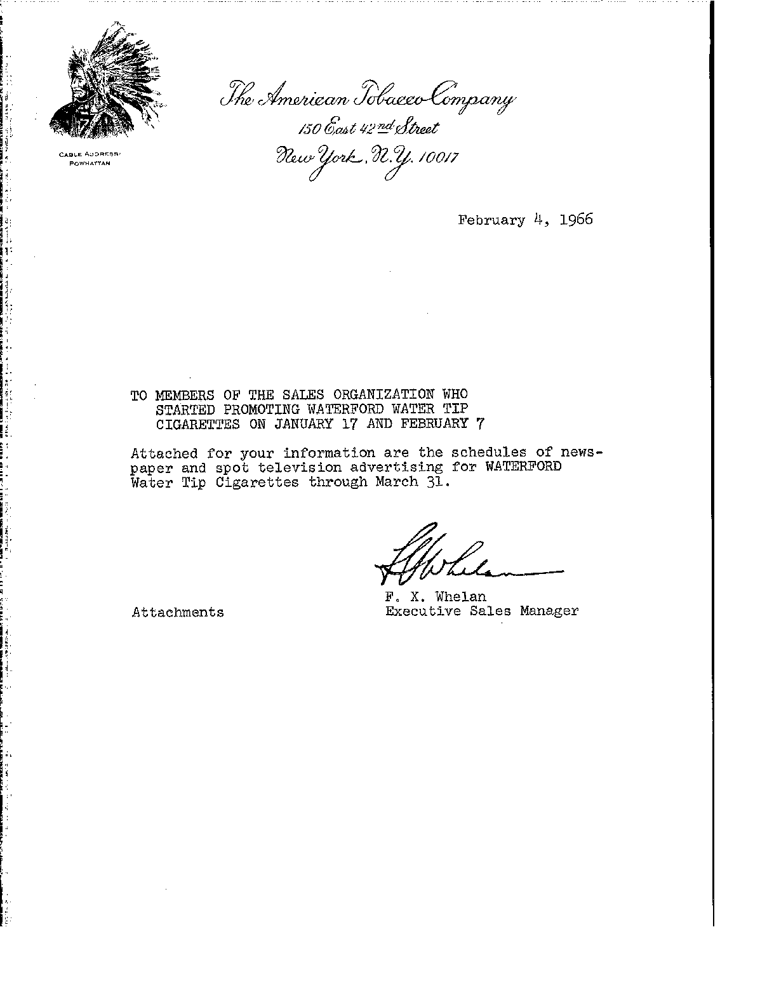 The American Tobacco Company
150 East 42nd Street
New York, N.Y. 10017
CABLE ADDRESS-
POWHATTAN
February 4, 1966
TO MEMBERS OF THE SALES ORGANIZATION WHO
STARTED PROMOTING WATERFORD WATER TIP
CIGARETTES ON JANUARY 17 AND FEBRUARY 7
Attached for your information are the schedules of news-
paper and spot television advertising for WATERFORD
Water Tip Cigarettes through March 31.
F X Whelan
F. X. Whelan
Executive Sales Manager
Attachments